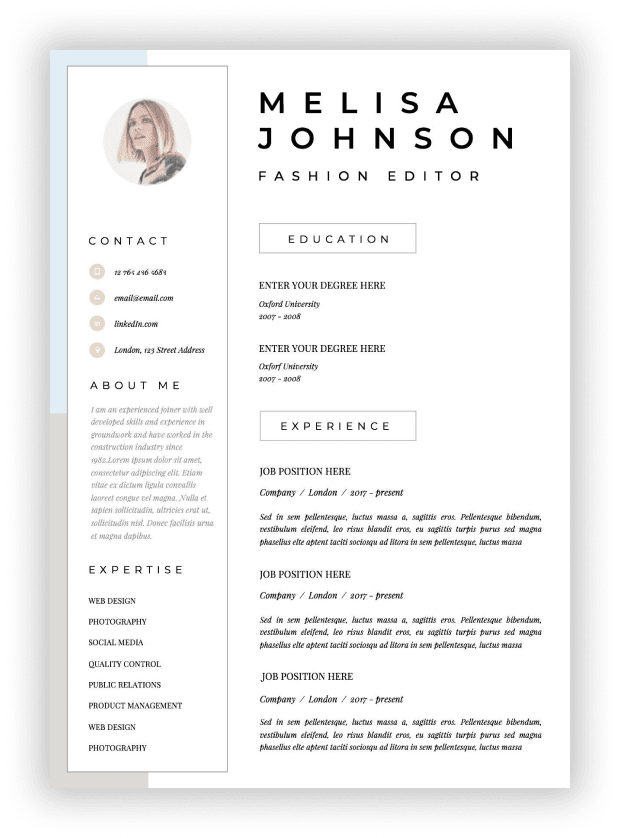 MELISA
JOHNSON
FASHION EDITOR
CONTACT
12 765 436 5683
email@email.com
linkedIn.com
London, 123 Street Address
ABOUT ME
I am an experienced joiner with well
developed skills and experience in
groundwork and have worked in the
construction industry since
1982.Lorem ipsum dolor sit amet,
consectetur adipiscing elit. Etiam
vitae ex dictum ligula convallis
laoreet congue vel magna. Nulla et
sapien sollicitudin, ultricies erat ut,
sollicitudin nisl. Donec facilisis urna
et magna dapibus.
EXPERTISE
WEB DESIGN
PHOTOGRAPHY
SOCIAL MEDIA
QUALITY CONTROL
PUBLIC RELATIONS
PRODUCT MANAGEMENT
WEB DESIGN
PHOTOGRAPHY
EDUCATION
ENTER YOUR DEGREE HERE
Oxford University
2007 - 2008
ENTER YOUR DEGREE HERE
Oxforf University
2007 - 2008
EXPERIENCE
JOB POSITION HERE
Company / London / 2017 - present
Sed in sem pellentesque, luctus massa a, sagittis eros. Pellentesque bibendum,
vestibulum eleifend, leo risus blandit eros, eu sagittis turpis purus sed magna
phasellus elte aptent taciti sociosqu ad litora in sem pellentesque, luctus massa
JOB POSITION HERE
Company / London / 2017 - present
Sed in sem pellentesque, luctus massa a, sagittis eros. Pellentesque bibendum,
vestibulum eleifend, leo risus blandit eros, eu sagittis turpis purus sed magna
phasellus elte aptent taciti sociosqu ad litora in sem pellentesque, luctus massa
JOB POSITION HERE
Company / London / 2017 - present
Sed in sem pellentesque, luctus massa a, sagittis eros. Pellentesque bibendum,
vestibulum eleifend, leo risus blandit eros, eu sagittis turpis purus sed magna
phasellus elte aptent taciti sociosqu ad litora in sem pellentesque, luctus massa